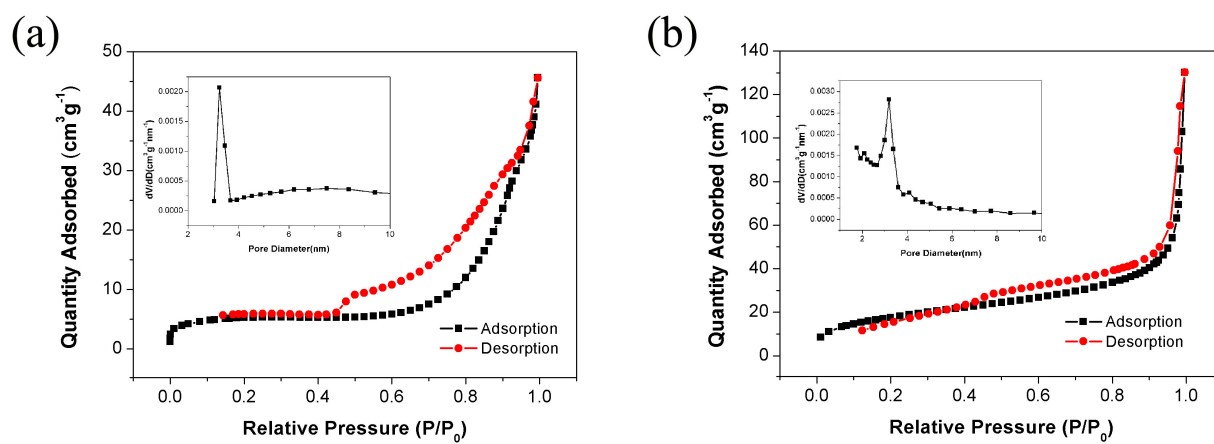 (a)
50
40
30
20
10
0
Quantity Adsorbed (cm³g⁻¹)
0.0 0.2 0.4 0.6 0.8 1.0
Relative Pressure (P/P₀)
Adsorption
Desorption
0.0020
0.0015
0.0010
0.0005
0.0000
dV/dD(cm³g⁻¹nm⁻¹)
2 4 6 8 10
Pore Diameter(nm)
(b)
140
120
100
80
60
40
20
0
Quantity Adsorbed (cm³g⁻¹)
0.0 0.2 0.4 0.6 0.8 1.0
Relative Pressure (P/P₀)
Adsorption
Desorption
0.0030
0.0025
0.0020
0.0015
0.0010
0.0005
0.0000
dV/dD(cm³g⁻¹nm⁻¹)
2 4 6 8 10
Pore Diameter(nm)